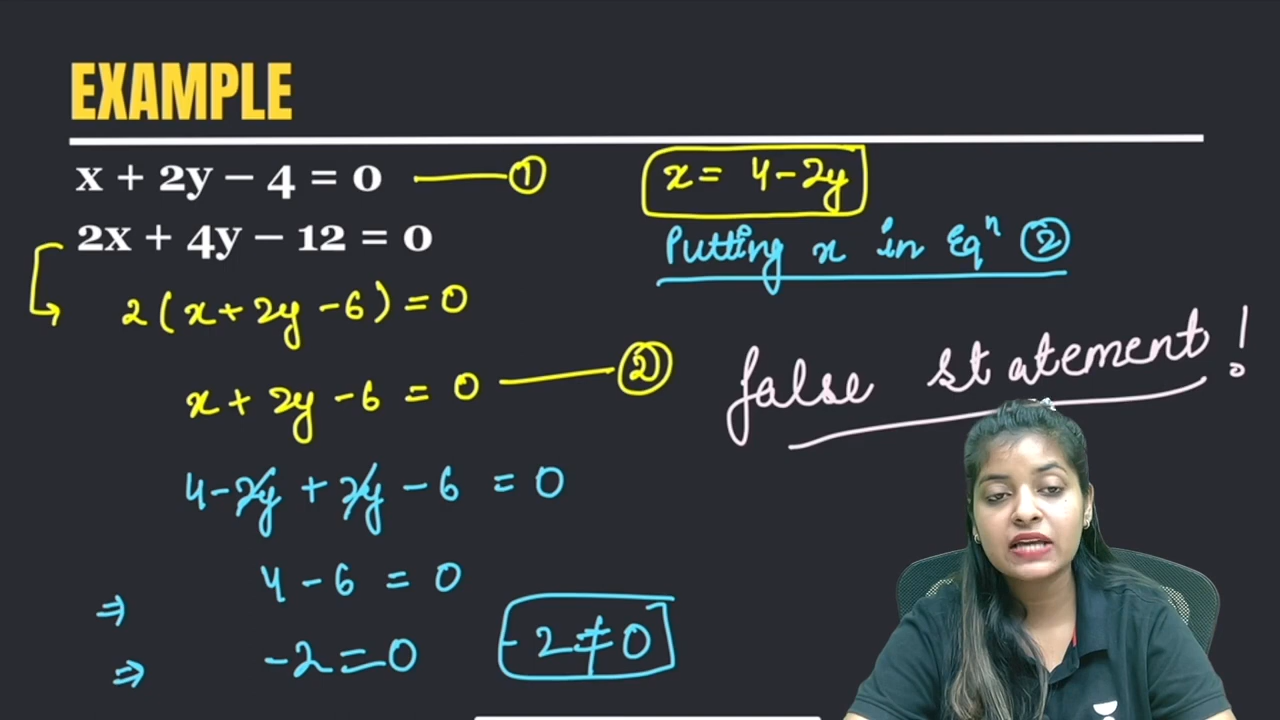 EXAMPLE
x + 2y – 4 = 0 —— ①
2x + 4y – 12 = 0
2(x + 2y - 6) = 0
x + 2y - 6 = 0 —— ②
4 - 2y + 2y - 6 = 0
⇒ 4 - 6 = 0
⇒ -2 = 0
-2 ≠ 0
x = 4 - 2y
Putting x in Eqⁿ ②
false statement!